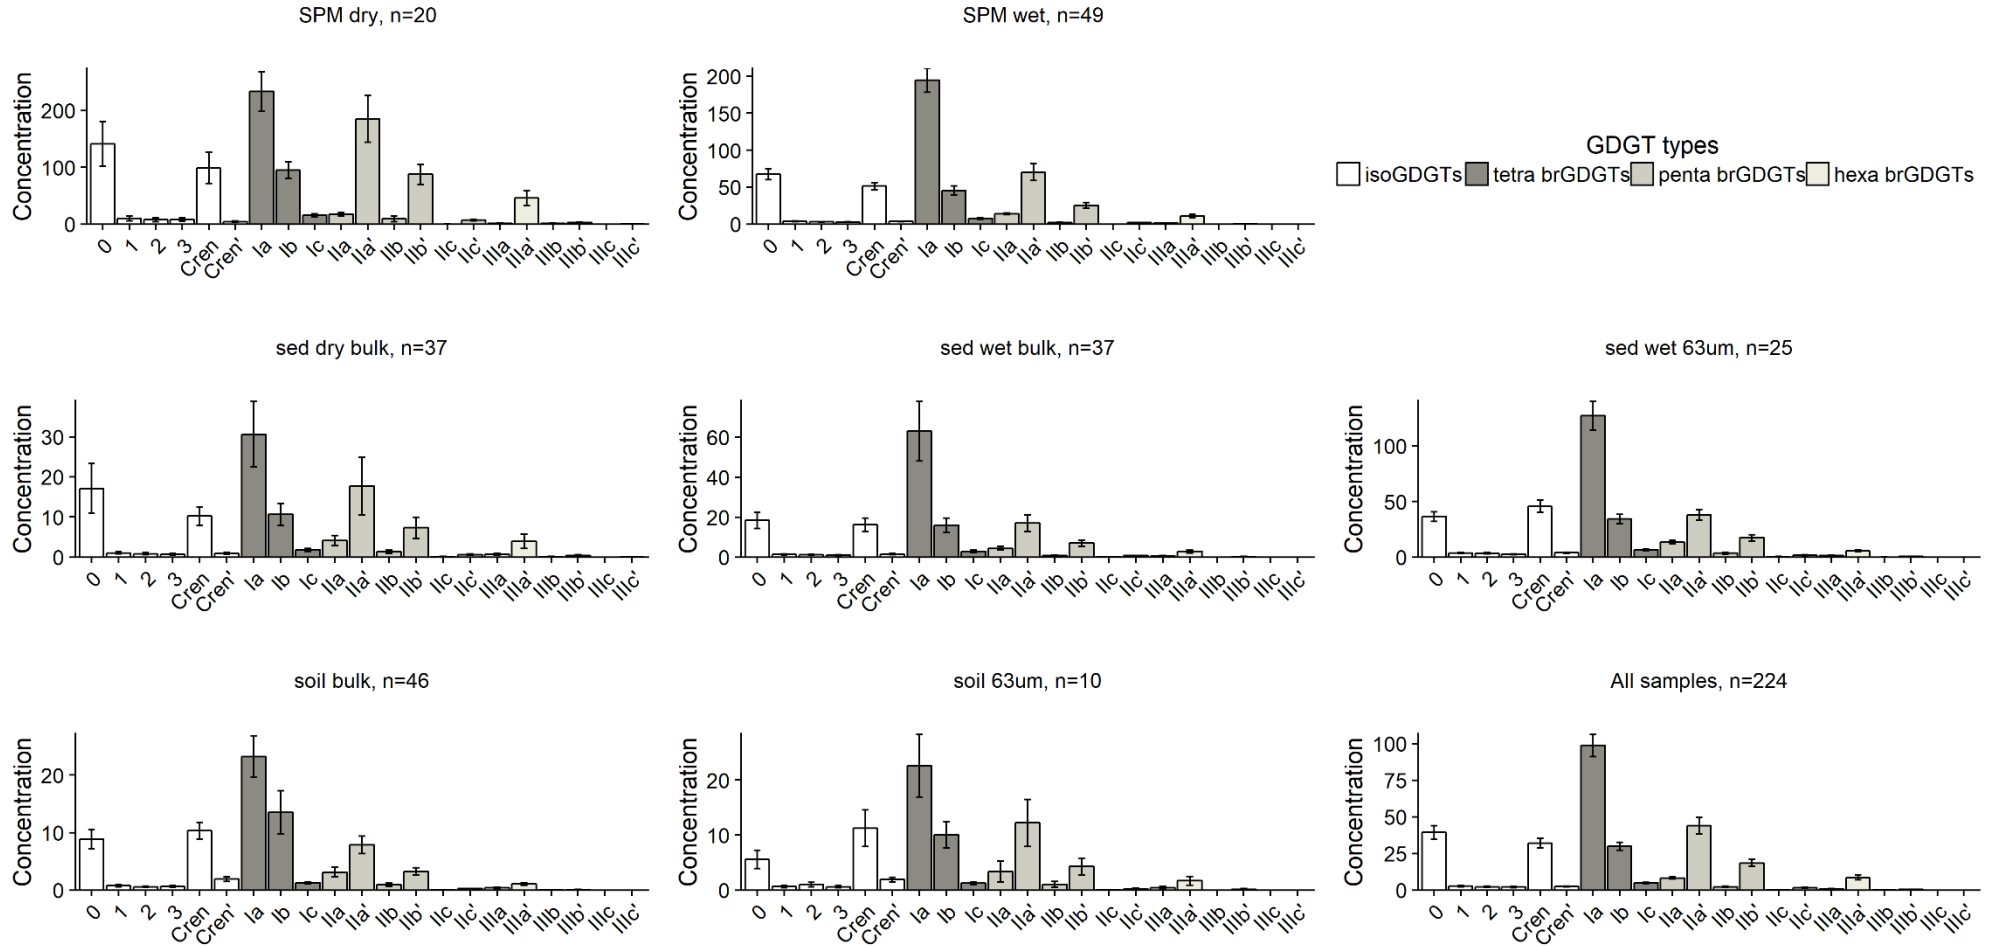 SPM dry, n=20
Concentration
200
100
0
0 1 2 3 Cren Cren' Ia Ib Ic IIa IIa' IIb IIb' IIc IIc' IIIa IIIa' IIIb IIIb' IIIc IIIc'
SPM wet, n=49
Concentration
200
150
100
50
0
0 1 2 3 Cren Cren' Ia Ib Ic IIa IIa' IIb IIb' IIc IIc' IIIa IIIa' IIIb IIIb' IIIc IIIc'
GDGT types
isoGDGTs tetra brGDGTs penta brGDGTs hexa brGDGTs
sed dry bulk, n=37
Concentration
30
20
10
0
0 1 2 3 Cren Cren' Ia Ib Ic IIa IIa' IIb IIb' IIc IIc' IIIa IIIa' IIIb IIIb' IIIc IIIc'
sed wet bulk, n=37
Concentration
60
40
20
0
0 1 2 3 Cren Cren' Ia Ib Ic IIa IIa' IIb IIb' IIc IIc' IIIa IIIa' IIIb IIIb' IIIc IIIc'
sed wet 63um, n=25
Concentration
100
50
0
0 1 2 3 Cren Cren' Ia Ib Ic IIa IIa' IIb IIb' IIc IIc' IIIa IIIa' IIIb IIIb' IIIc IIIc'
soil bulk, n=46
Concentration
20
10
0
0 1 2 3 Cren Cren' Ia Ib Ic IIa IIa' IIb IIb' IIc IIc' IIIa IIIa' IIIb IIIb' IIIc IIIc'
soil 63um, n=10
Concentration
20
10
0
0 1 2 3 Cren Cren' Ia Ib Ic IIa IIa' IIb IIb' IIc IIc' IIIa IIIa' IIIb IIIb' IIIc IIIc'
All samples, n=224
Concentration
100
75
50
25
0
0 1 2 3 Cren Cren' Ia Ib Ic IIa IIa' IIb IIb' IIc IIc' IIIa IIIa' IIIb IIIb' IIIc IIIc'